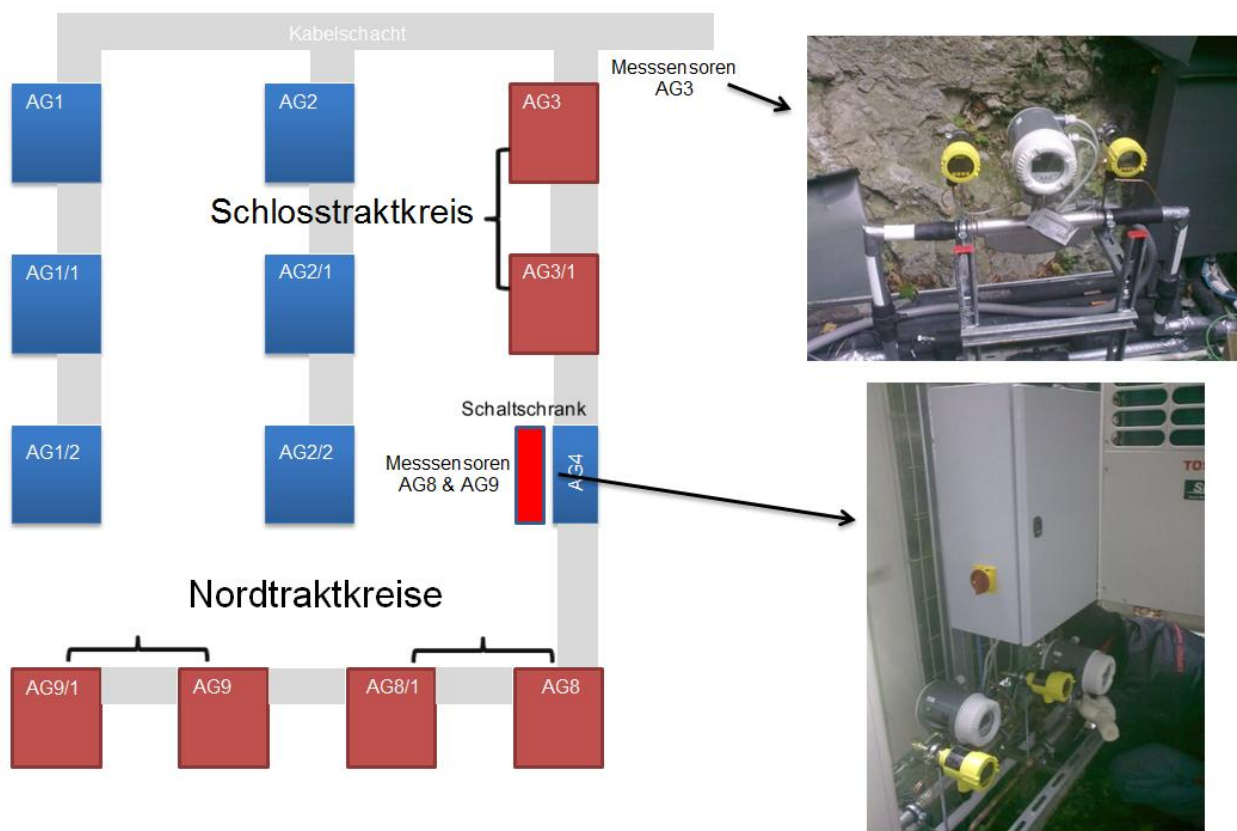 Kabelschacht
Messsensoren
AG3
AG1
AG2
AG3
Schlosstraktkreis
AG1/1
AG2/1
AG3/1
Schaltschrank
AG1/2
AG2/2
Messsensoren
AG8 & AG9
AG4
Nordtraktkreise
AG9/1
AG9
AG8/1
AG8